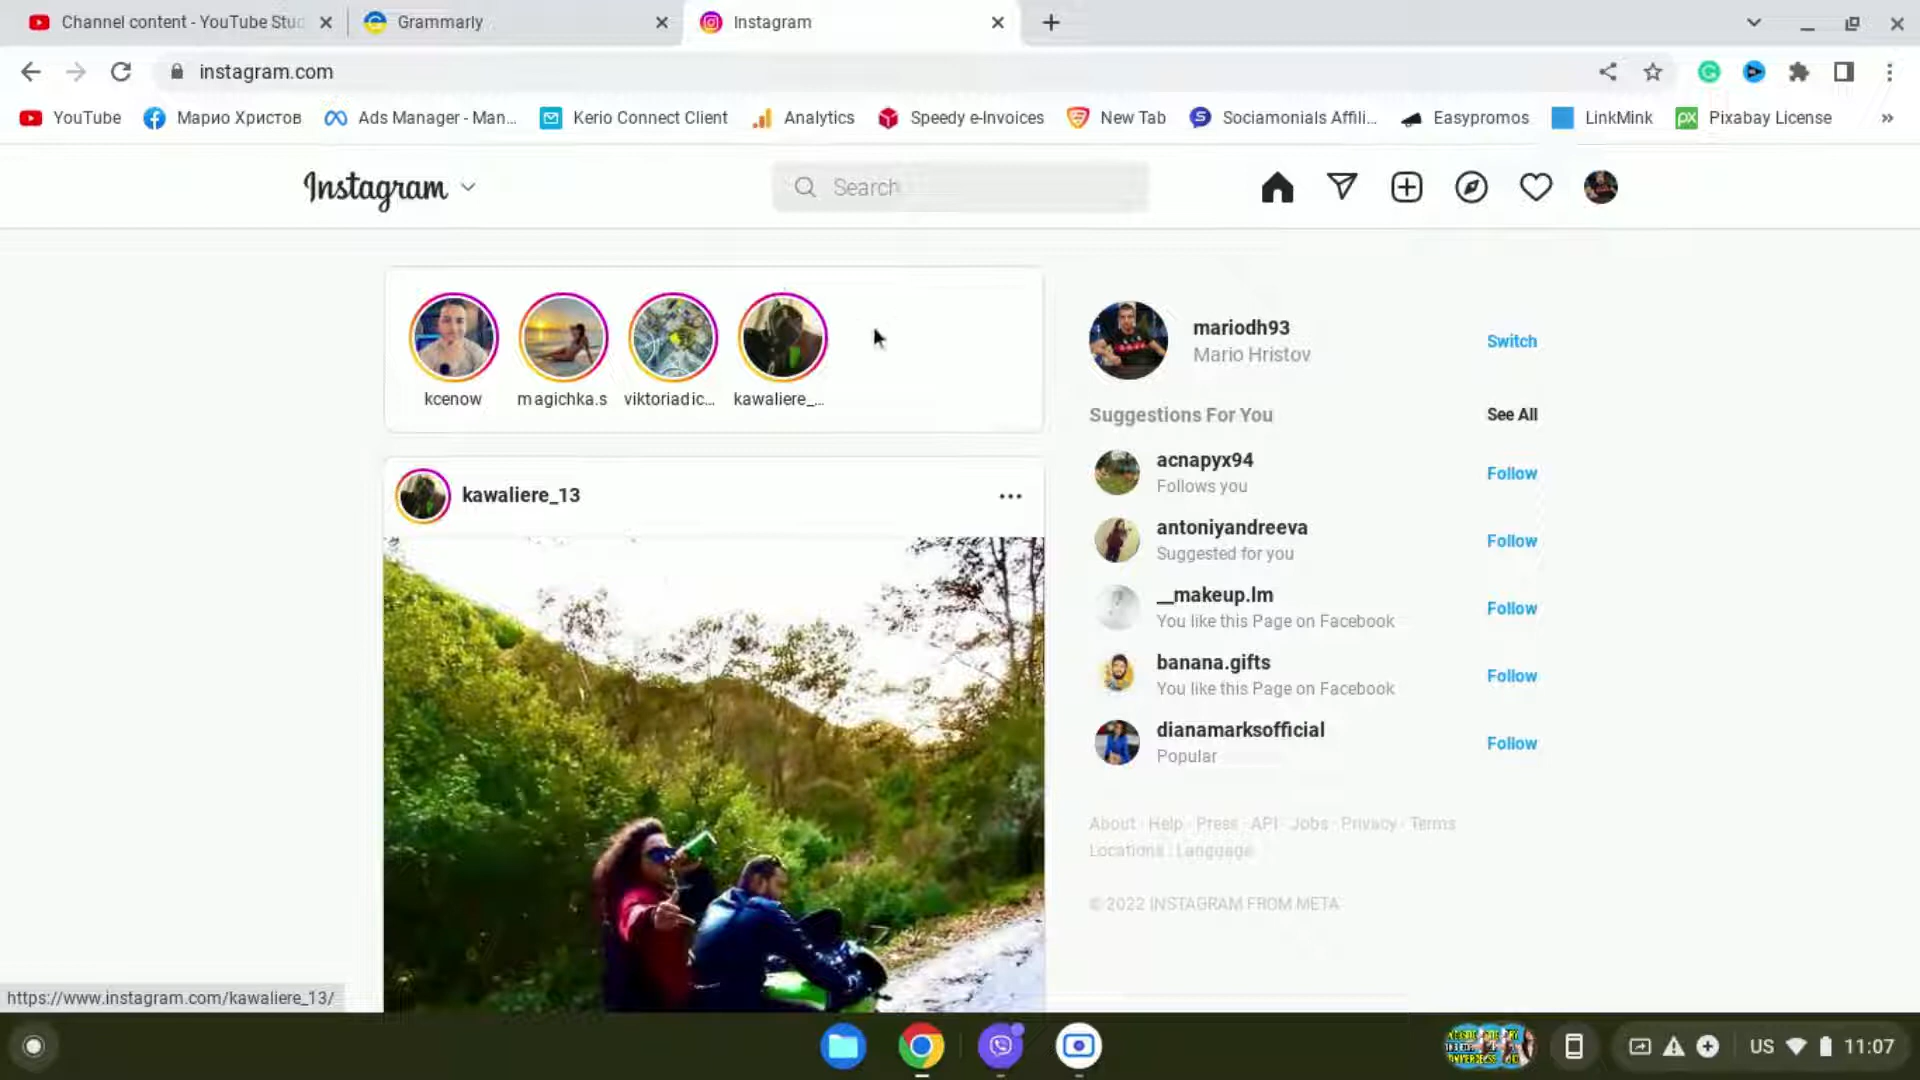 Channel content - YouTube Stud
Grammarly
Instagram
instagram.com
YouTube
Марио Христов
Ads Manager - Man...
Kerio Connect Client
Analytics
Speedy e-Invoices
New Tab
Sociamonials Affili...
Easypromos
LinkMink
Pixabay License
»
Instagram
Search
kcenow
magichka.s
viktoriadic...
kawaliere_...
mariodh93
Mario Hristov
Switch
Suggestions For You
See All
acnapyx94
Follows you
Follow
antoniyandreeva
Suggested for you
Follow
__makeup.lm
You like this Page on Facebook
Follow
banana.gifts
You like this Page on Facebook
Follow
dianamarksofficial
Popular
Follow
kawaliere_13
About · Help · Press · API · Jobs · Privacy · Terms
Locations · Language
© 2022 INSTAGRAM FROM META
https://www.instagram.com/kawaliere_13/
US
11:07